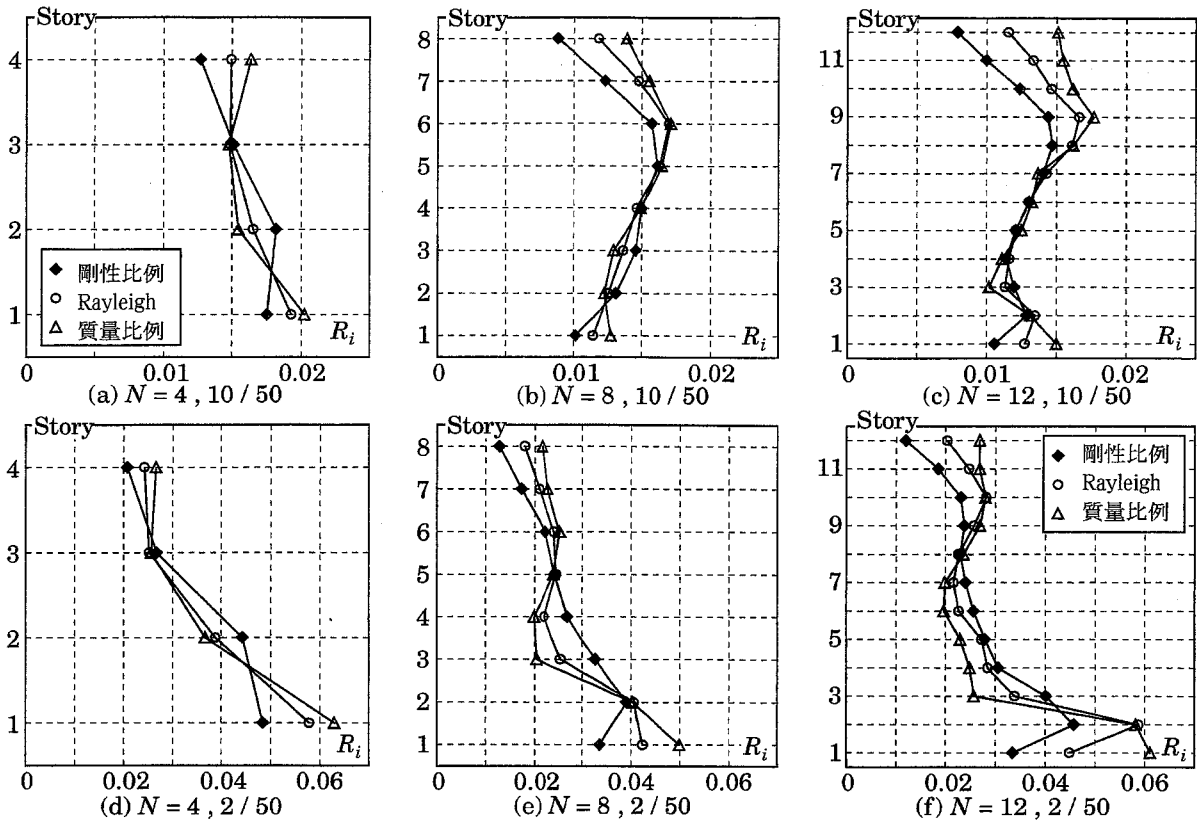 Story
4
3
2
1
剛性比例
Rayleigh
質量比例
R_i
0
0.01
0.02
(a) N = 4 , 10 / 50
Story
8
7
6
5
4
3
2
1
R_i
0
0.01
0.02
(b) N = 8 , 10 / 50
Story
11
9
7
5
3
1
R_i
0.01
0.02
(c) N = 12 , 10 / 50
Story
4
3
2
1
R_i
0
0.02
0.04
0.06
(d) N = 4 , 2 / 50
Story
8
7
6
5
4
3
2
1
R_i
0
0.02
0.04
0.06
(e) N = 8 , 2 / 50
Story
11
9
7
5
3
1
剛性比例
Rayleigh
質量比例
R_i
0
0.02
0.04
0.06
(f) N = 12 , 2 / 50